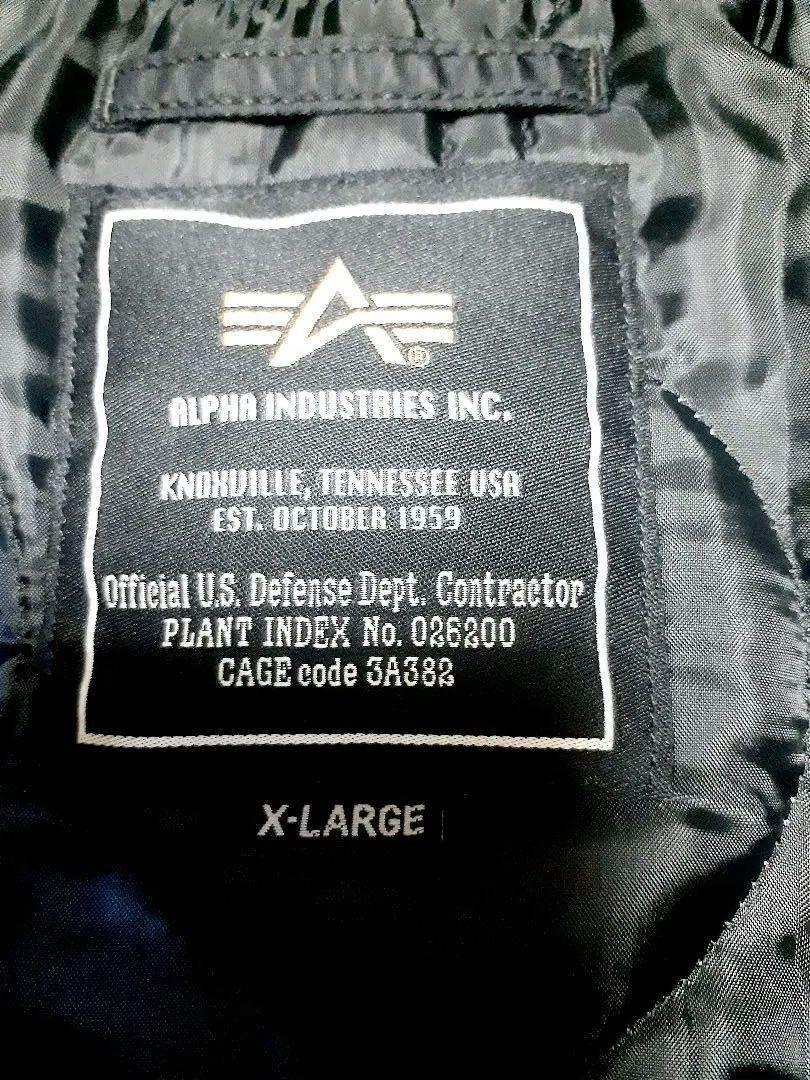 ®
ALPHA INDUSTRIES INC.
KNOXVILLE, TENNESSEE USA
EST. OCTOBER 1959
Official U.S. Defense Dept. Contractor
PLANT INDEX No. 026200
CAGE code 3A382
X-LARGE